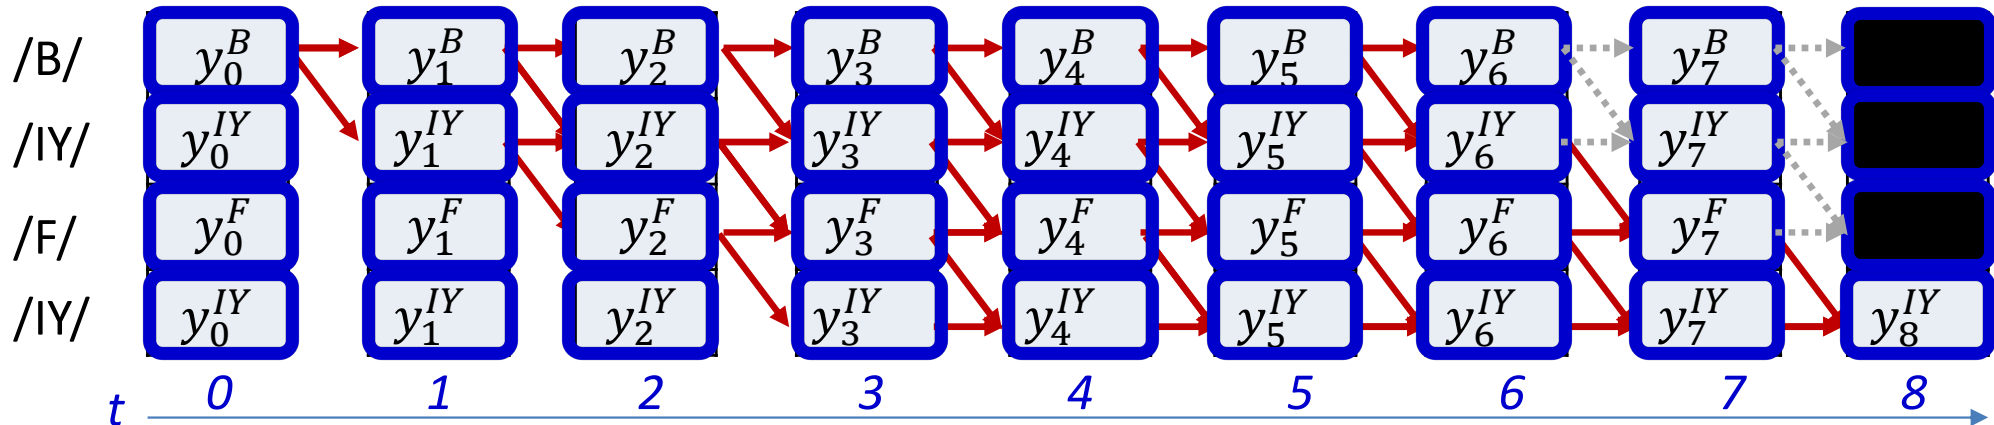 /B/ y_0^B y_1^B y_2^B y_3^B y_4^B y_5^B y_6^B y_7^B
/IY/ y_0^{IY} y_1^{IY} y_2^{IY} y_3^{IY} y_4^{IY} y_5^{IY} y_6^{IY} y_7^{IY}
/F/ y_0^F y_1^F y_2^F y_3^F y_4^F y_5^F y_6^F y_7^F
/IY/ y_0^{IY} y_1^{IY} y_2^{IY} y_3^{IY} y_4^{IY} y_5^{IY} y_6^{IY} y_7^{IY} y_8^{IY}
t 0 1 2 3 4 5 6 7 8